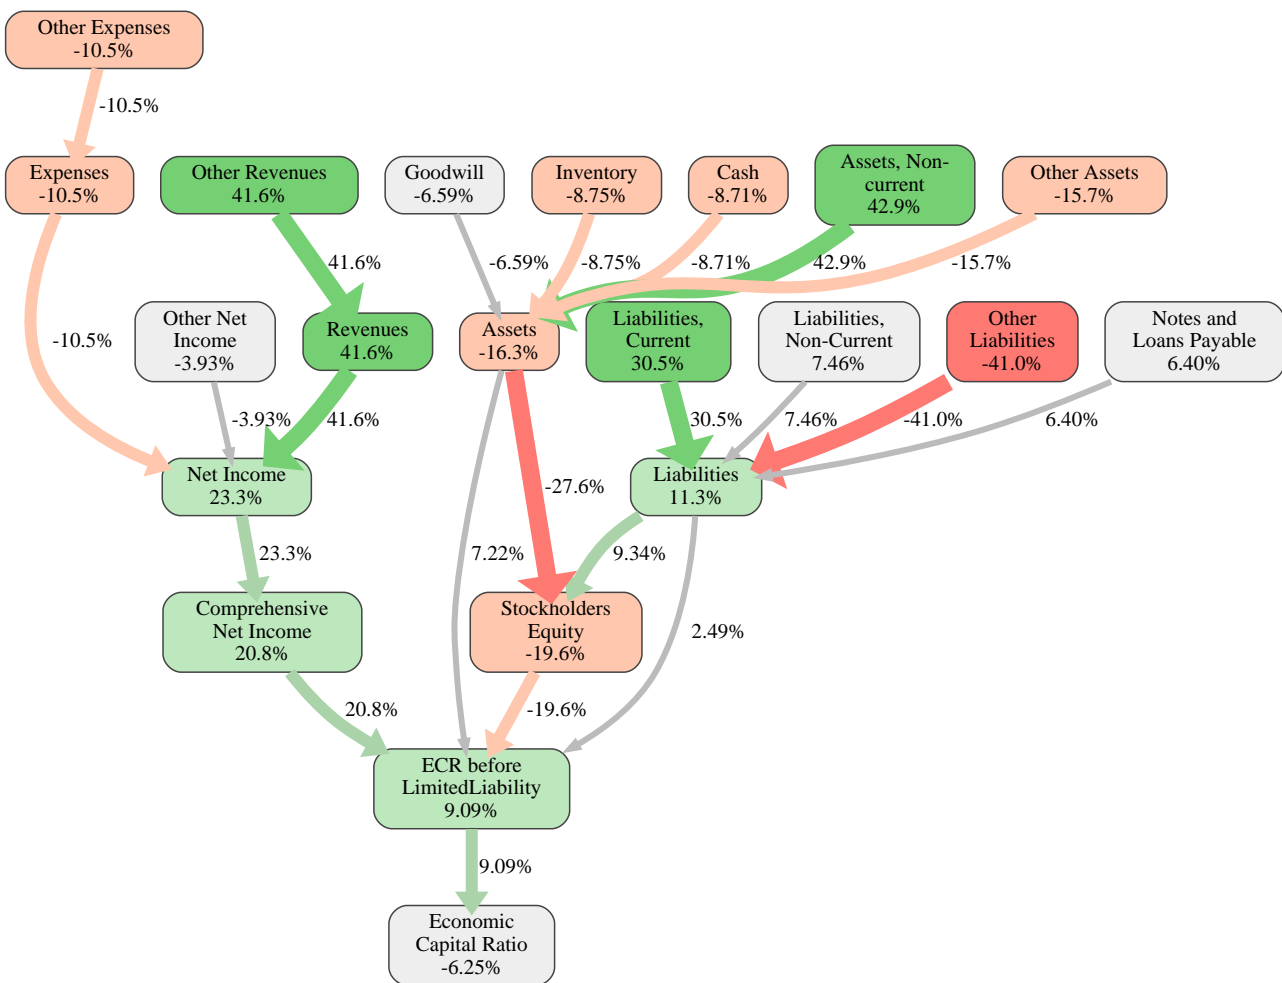 Other Expenses
-10.5%
-10.5%
Expenses
-10.5%
Other Revenues
41.6%
Goodwill
-6.59%
Inventory
-8.75%
Cash
-8.71%
Assets, Non-
current
42.9%
Other Assets
-15.7%
41.6%
-6.59%
-8.75%
-8.71%
42.9%
-15.7%
-10.5%
Other Net
Income
-3.93%
Revenues
41.6%
Assets
-16.3%
Liabilities,
Current
30.5%
Liabilities,
Non-Current
7.46%
Other
Liabilities
-41.0%
Notes and
Loans Payable
6.40%
-3.93%
41.6%
30.5%
7.46%
-41.0%
6.40%
Net Income
23.3%
-27.6%
Liabilities
11.3%
23.3%
7.22%
9.34%
2.49%
Comprehensive
Net Income
20.8%
Stockholders
Equity
-19.6%
20.8%
-19.6%
ECR before
LimitedLiability
9.09%
9.09%
Economic
Capital Ratio
-6.25%